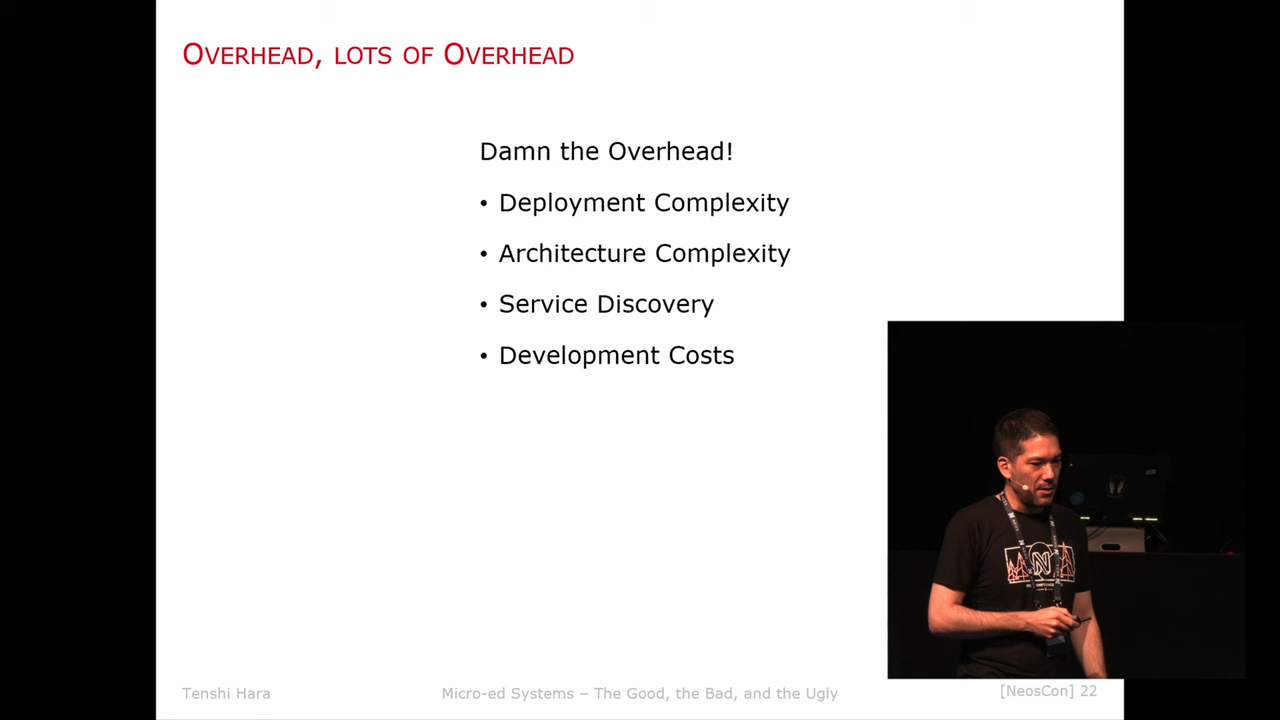 OVERHEAD, LOTS OF OVERHEAD
Damn the Overhead!
• Deployment Complexity
• Architecture Complexity
• Service Discovery
• Development Costs
Tenshi Hara
Micro-ed Systems – The Good, the Bad, and the Ugly
[NeosCon] 22